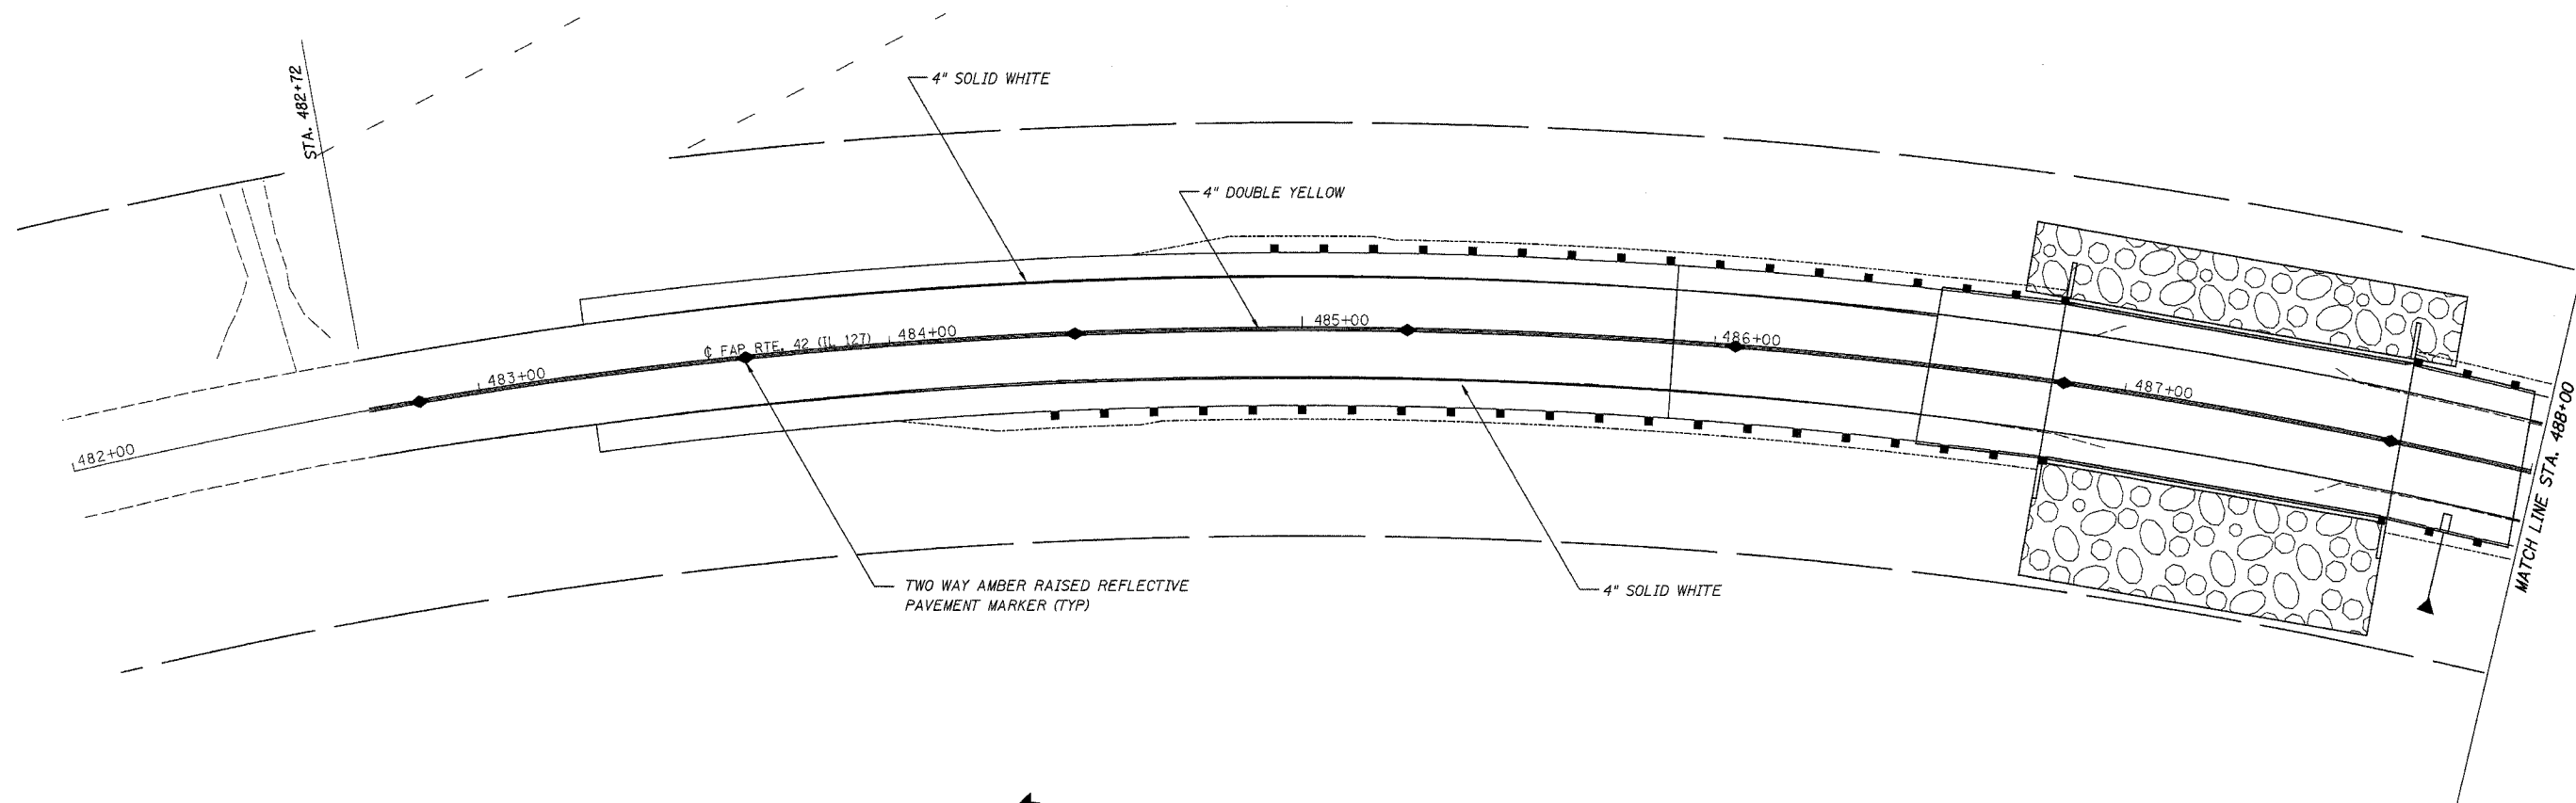 STA. 482+72
4" SOLID WHITE
4" DOUBLE YELLOW
℄ FAP RTE. 42 (IL 127)
482+00
483+00
484+00
485+00
486+00
487+00
TWO WAY AMBER RAISED REFLECTIVE
PAVEMENT MARKER (TYP)
4" SOLID WHITE
MATCH LINE STA. 488+00